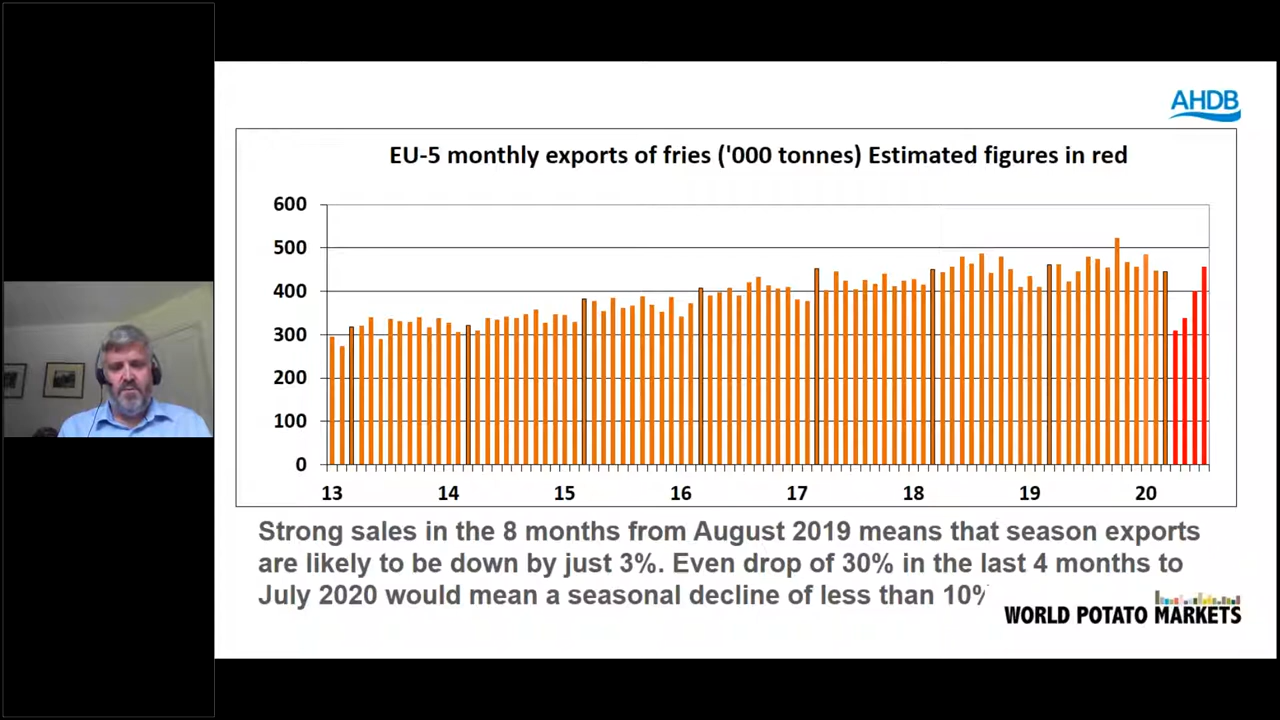 AHDB
EU-5 monthly exports of fries ('000 tonnes) Estimated figures in red
600
500
400
300
200
100
0
13 14 15 16 17 18 19 20
Strong sales in the 8 months from August 2019 means that season exports
are likely to be down by just 3%. Even drop of 30% in the last 4 months to
July 2020 would mean a seasonal decline of less than 10%
WORLD POTATO MARKETS